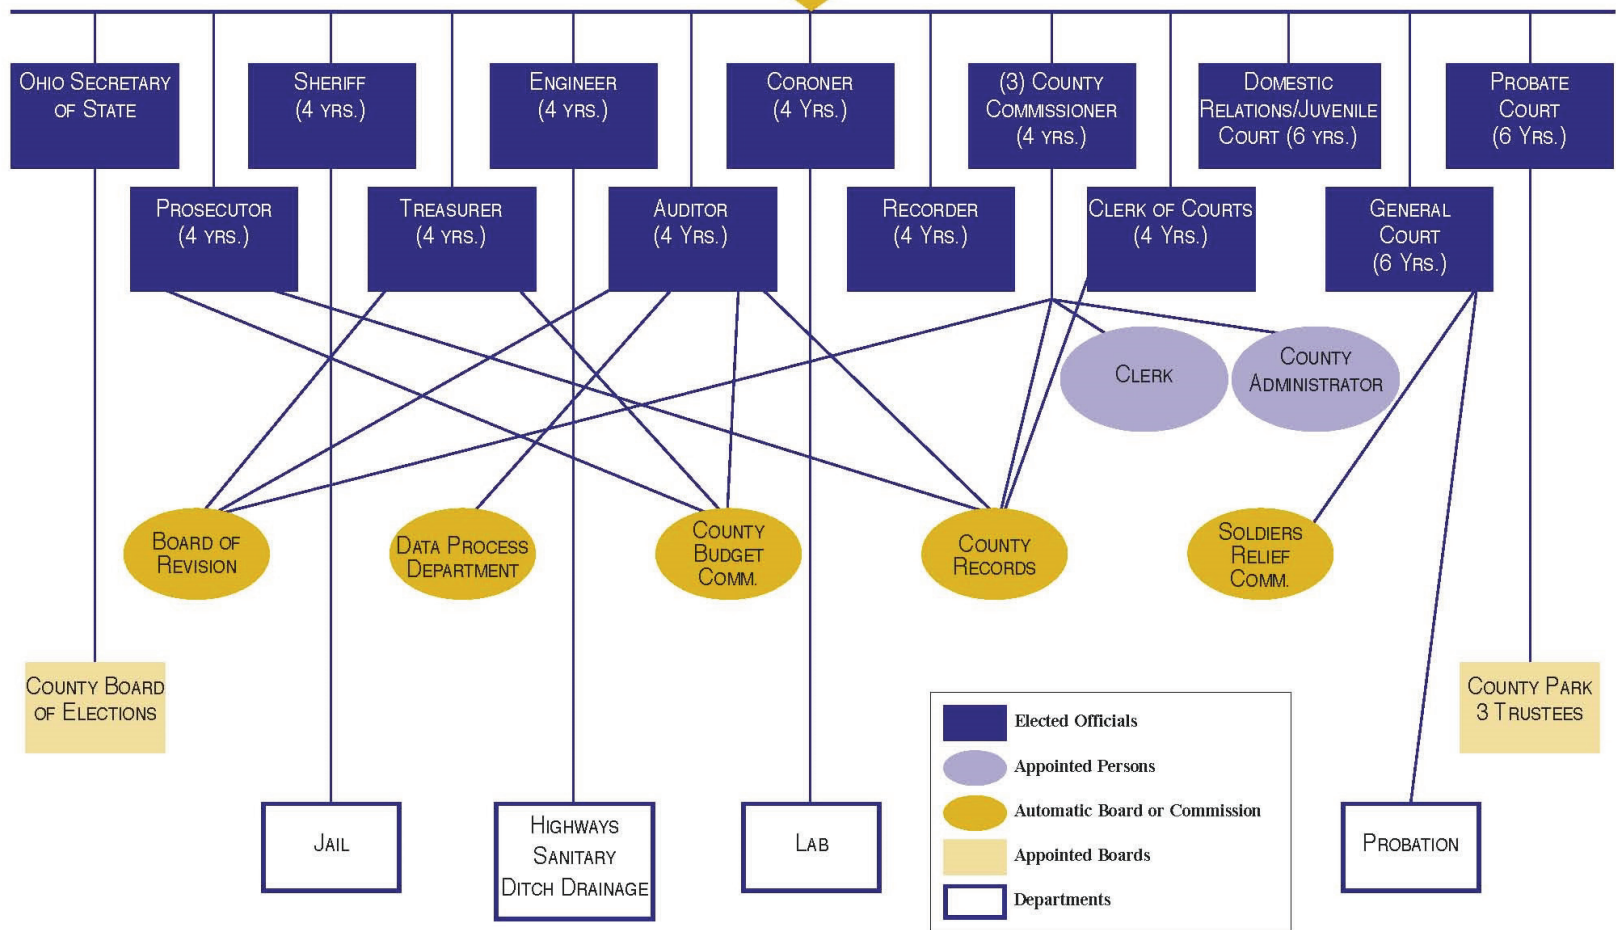 Ohio Secretary
of State
Sheriff
(4 yrs.)
Engineer
(4 yrs.)
Coroner
(4 Yrs.)
(3) County
Commissioner
(4 yrs.)
Domestic
Relations/Juvenile
Court (6 yrs.)
Probate
Court
(6 Yrs.)
Prosecutor
(4 yrs.)
Treasurer
(4 yrs.)
Auditor
(4 Yrs.)
Recorder
(4 Yrs.)
Clerk of Courts
(4 Yrs.)
General
Court
(6 Yrs.)
Clerk
County
Administrator
Board of
Revision
Data Process
Department
County
Budget
Comm.
County
Records
Soldiers
Relief
Comm.
County Board
of Elections
County Park
3 Trustees
Jail
Highways
Sanitary
Ditch Drainage
Lab
Probation
Elected Officials
Appointed Persons
Automatic Board or Commission
Appointed Boards
Departments